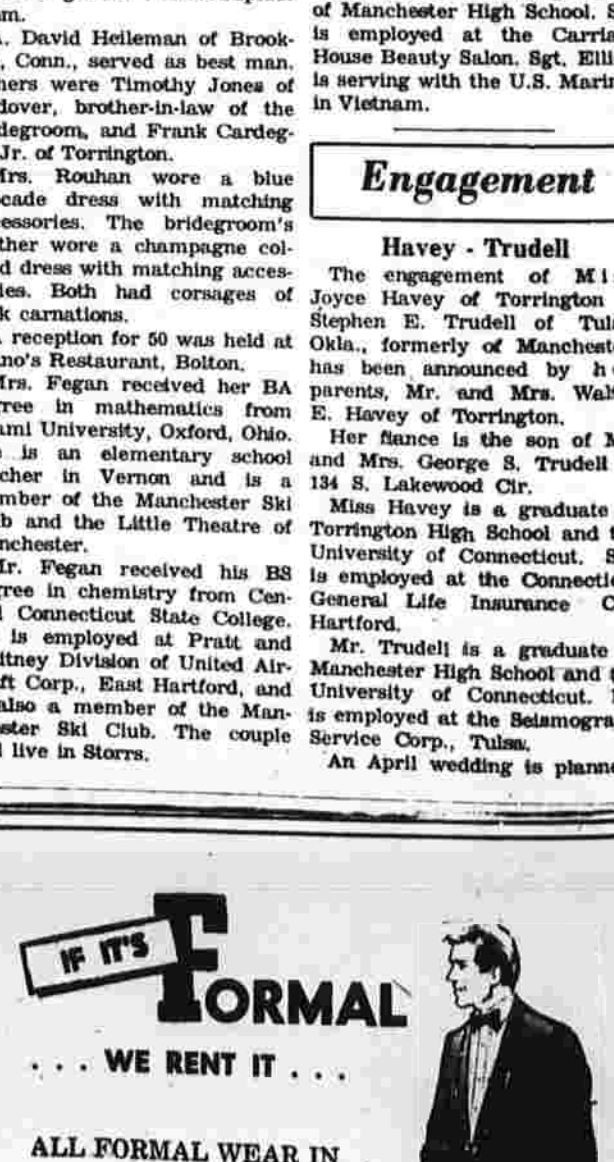 m.
. David Heileman of Brook-
, Conn., served as best man.
hers were Timothy Jones of
dover, brother-in-law of the
degroom, and Frank Cardeg-
Jr. of Torrington.
Mrs. Rouhan wore a blue
cade dress with matching
essories. The bridegroom's
ther wore a champagne col-
d dress with matching acces-
ies. Both had corsages of
k carnations.
reception for 50 was held at
no's Restaurant, Bolton.
Mrs. Fegan received her BA
ree in mathematics from
ami University, Oxford, Ohio.
is an elementary school
cher in Vernon and is a
mber of the Manchester Ski
b and the Little Theatre of
nchester.
Mr. Fegan received his BS
ree in chemistry from Cen-
l Connecticut State College.
is employed at Pratt and
itney Division of United Air-
ft Corp., East Hartford, and
also a member of the Man-
ster Ski Club. The couple
l live in Storrs.
of Manchester High School. S
is employed at the Carria
House Beauty Salon. Sgt. Elli
is serving with the U.S. Marin
in Vietnam.
Engagement
Havey - Trudell
The engagement of Mi
Joyce Havey of Torrington
Stephen E. Trudell of Tul
Okla., formerly of Manchest
has been announced by h
parents, Mr. and Mrs. Wal
E. Havey of Torrington.
Her fiance is the son of M
and Mrs. George S. Trudell
134 S. Lakewood Cir.
Miss Havey is a graduate
Torrington High School and t
University of Connecticut. S
is employed at the Connectic
General Life Insurance C
Hartford.
Mr. Trudell is a graduate
Manchester High School and t
University of Connecticut.
is employed at the Seismogra
Service Corp., Tulsa.
An April wedding is planne
IF IT'S
FORMAL
. . . WE RENT IT . . .
ALL FORMAL WEAR IN